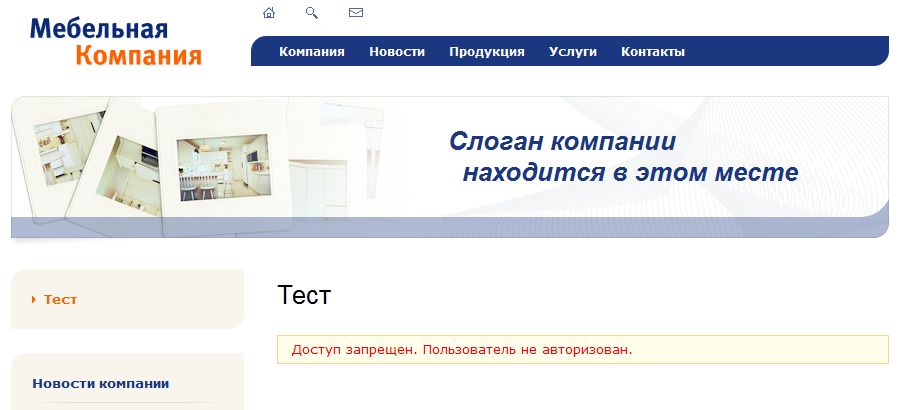 Мебельная
Компания
Компания Новости Продукция Услуги Контакты
Слоган компании
находится в этом месте
Тест
Тест
Доступ запрещен. Пользователь не авторизован.
Новости компании